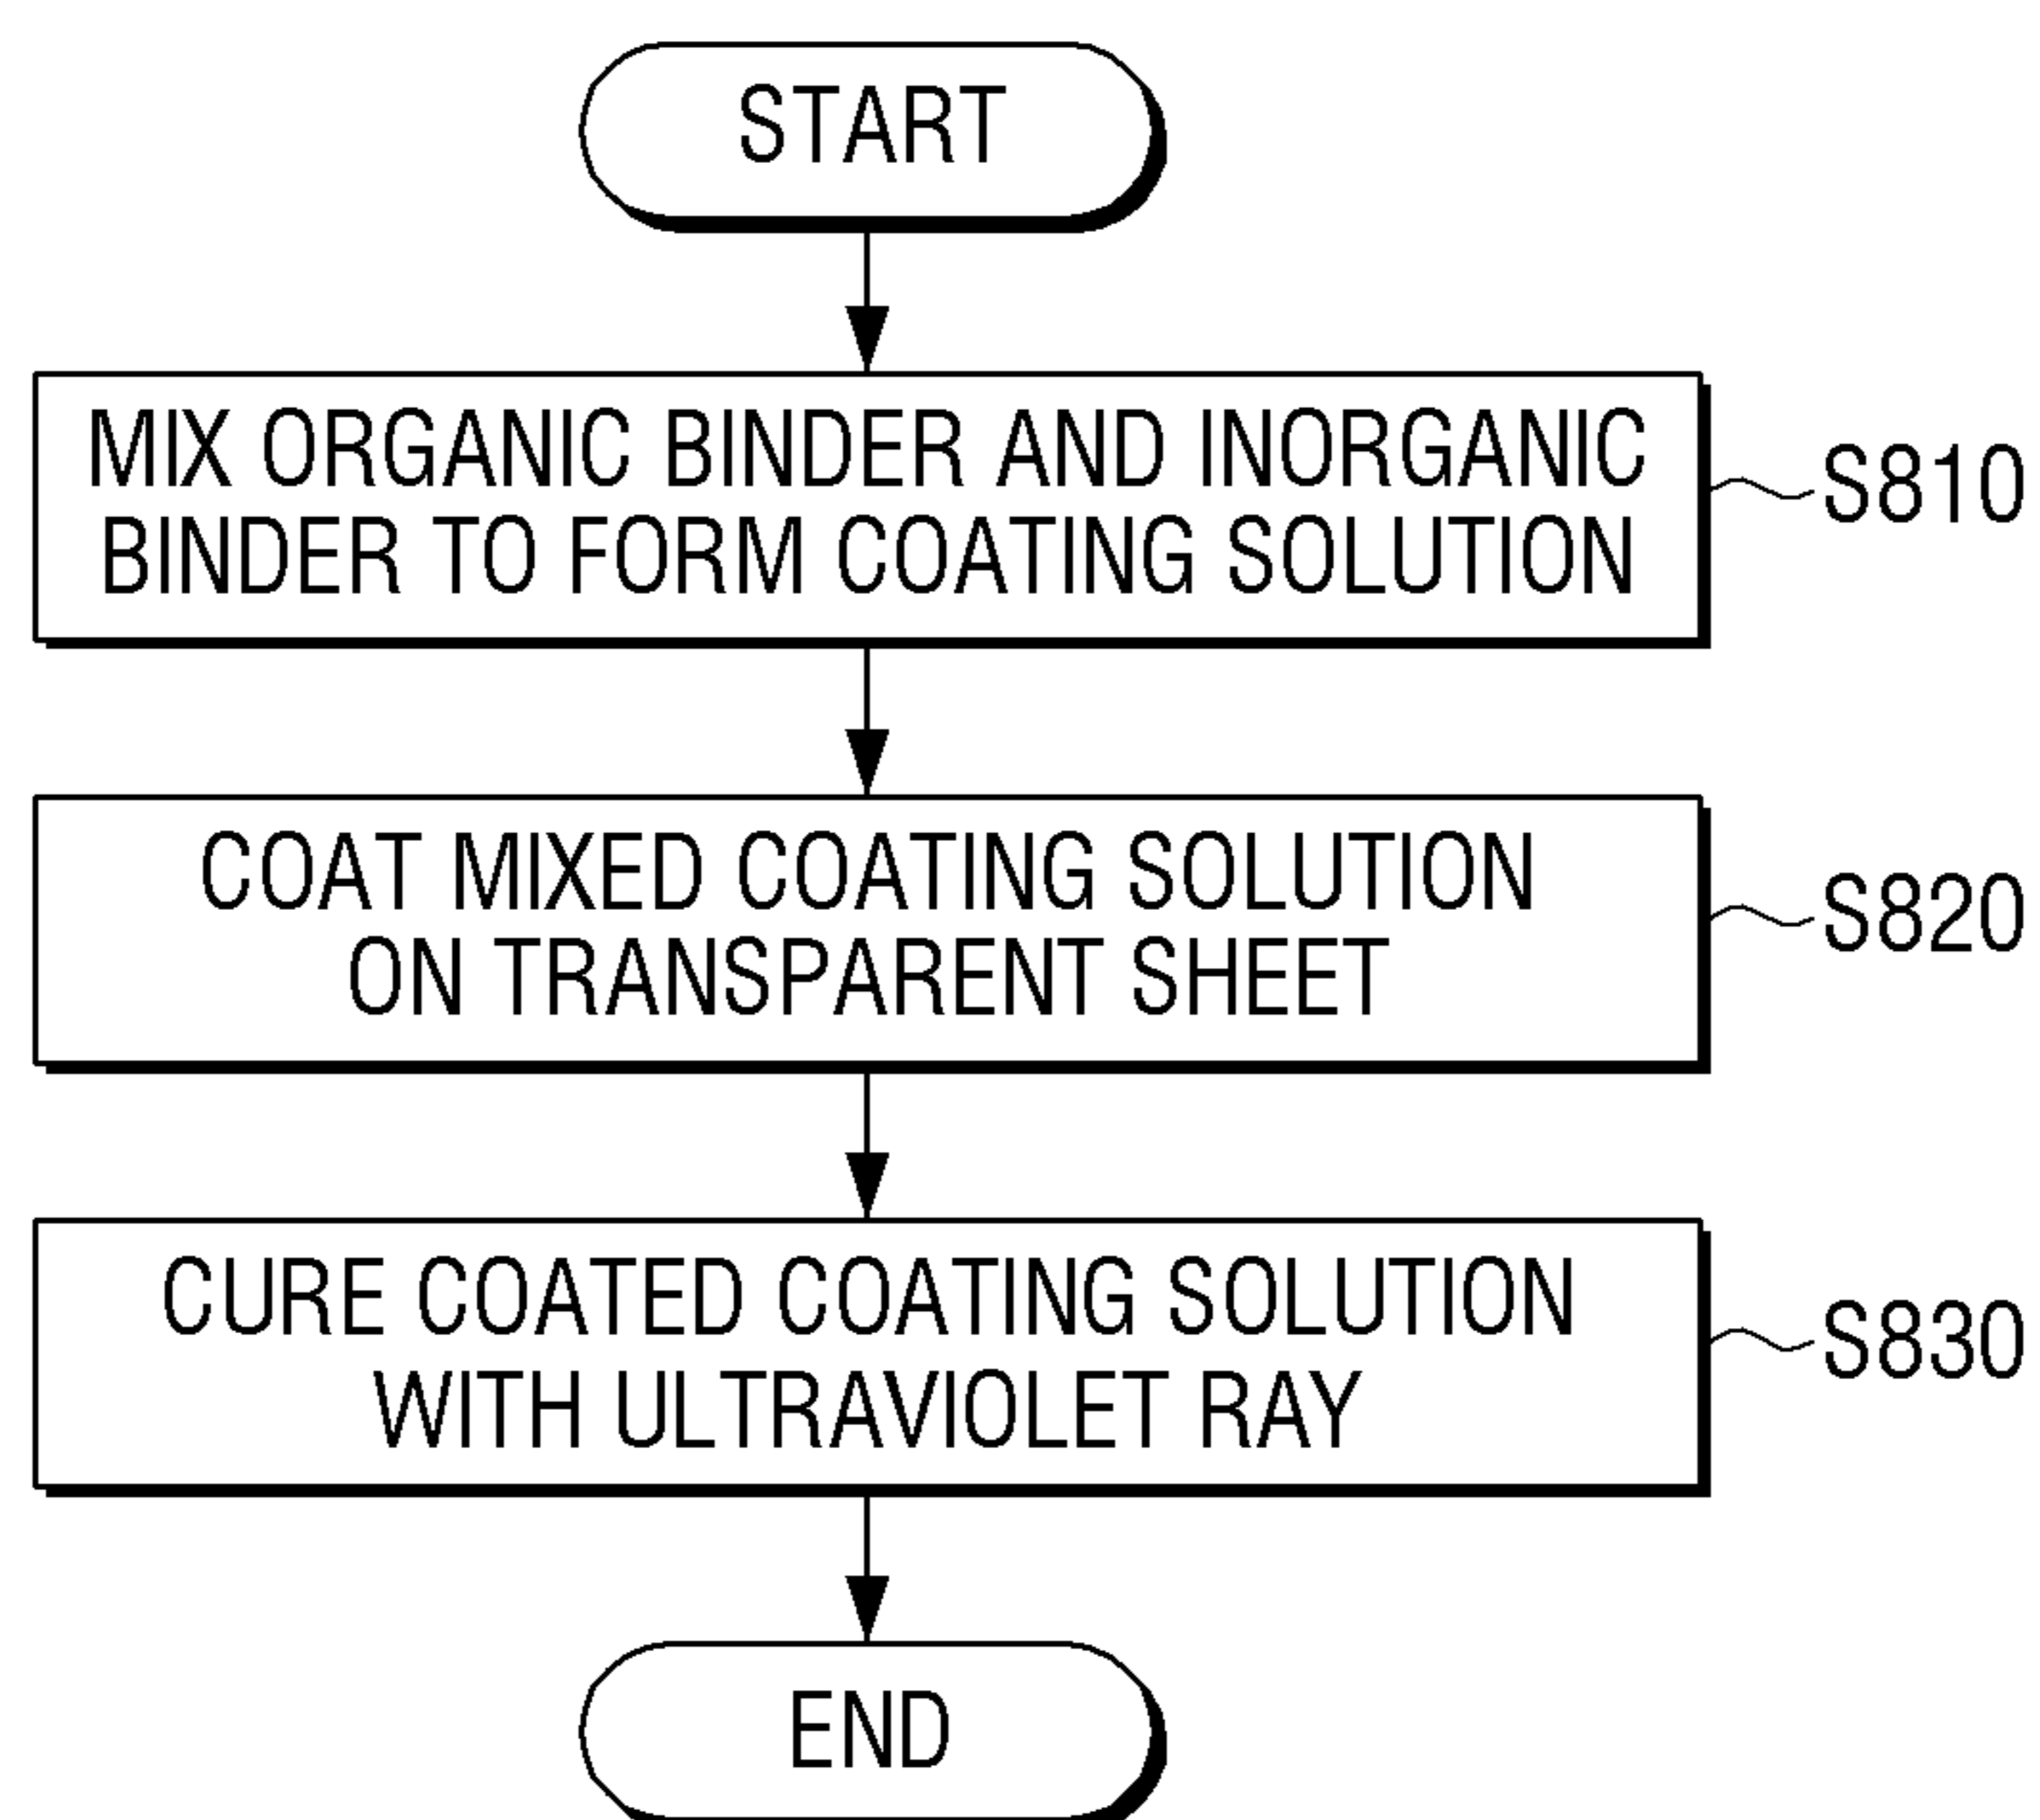 START
MIX ORGANIC BINDER AND INORGANIC
BINDER TO FORM COATING SOLUTION
S810
COAT MIXED COATING SOLUTION
ON TRANSPARENT SHEET
S820
CURE COATED COATING SOLUTION
WITH ULTRAVIOLET RAY
S830
END